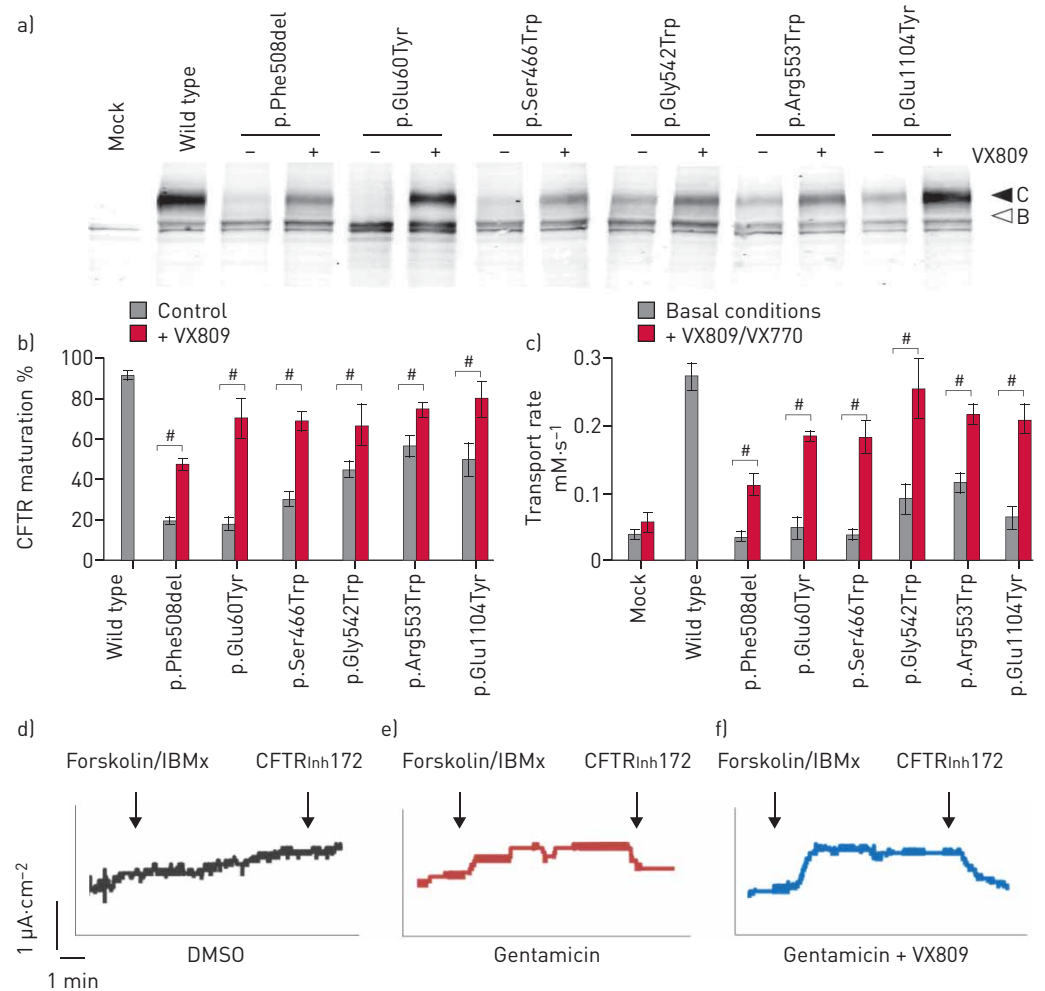 a)
Mock
Wild type
p.Phe508del
p.Glu60Tyr
p.Ser466Trp
p.Gly542Trp
p.Arg553Trp
p.Glu1104Tyr
– + – + – + – + – + – + VX809
C
B
b)
Control
+ VX809
CFTR maturation %
100
80
60
40
20
0
# # # # # #
Wild type
p.Phe508del
p.Glu60Tyr
p.Ser466Trp
p.Gly542Trp
p.Arg553Trp
p.Glu1104Tyr
c)
Basal conditions
+ VX809/VX770
Transport rate
mM·s–1
0.3
0.2
0.1
0
# # # # # #
Mock
Wild type
p.Phe508del
p.Glu60Tyr
p.Ser466Trp
p.Gly542Trp
p.Arg553Trp
p.Glu1104Tyr
d)
Forskolin/IBMx CFTRInh172
1 µA·cm–2
1 min
DMSO
e)
Forskolin/IBMx CFTRInh172
Gentamicin
f)
Forskolin/IBMx CFTRInh172
Gentamicin + VX809